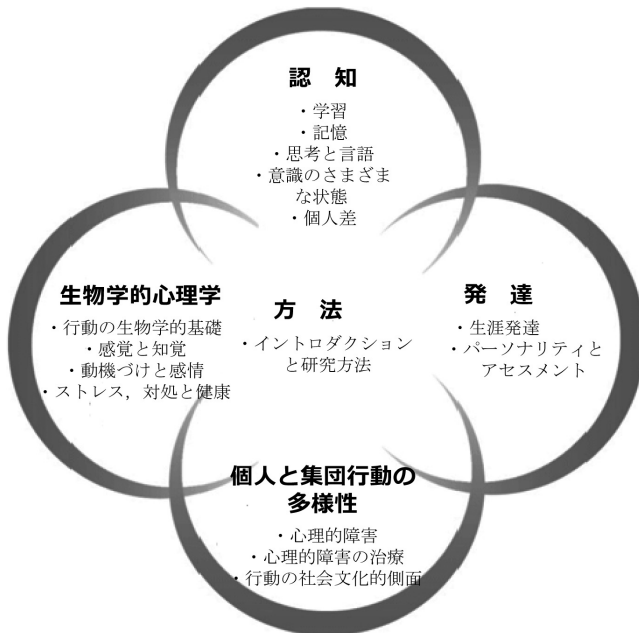 認 知
・学習
・記憶
・思考と言語
・意識のさまざま
な状態
・個人差
生物学的心理学
・行動の生物学的基礎
・感覚と知覚
・動機づけと感情
・ストレス，対処と健康
方 法
・イントロダクション
と研究方法
発 達
・生涯発達
・パーソナリティと
アセスメント
個人と集団行動の
多様性
・心理的障害
・心理的障害の治療
・行動の社会文化的側面